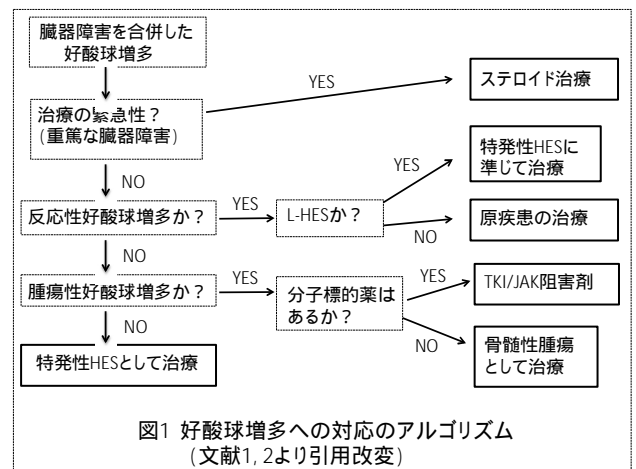 臓器障害を合併した
好酸球増多
治療の緊急性？
(重篤な臓器障害)
YES
ステロイド治療
NO
反応性好酸球増多か？
YES
L-HESか？
YES
特発性HESに
準じて治療
NO
原疾患の治療
NO
腫瘍性好酸球増多か？
YES
分子標的薬は
あるか？
YES
TKI/JAK阻害剤
NO
骨髄性腫瘍
として治療
NO
特発性HESとして治療
図1 好酸球増多への対応のアルゴリズム
(文献1, 2より引用改変)